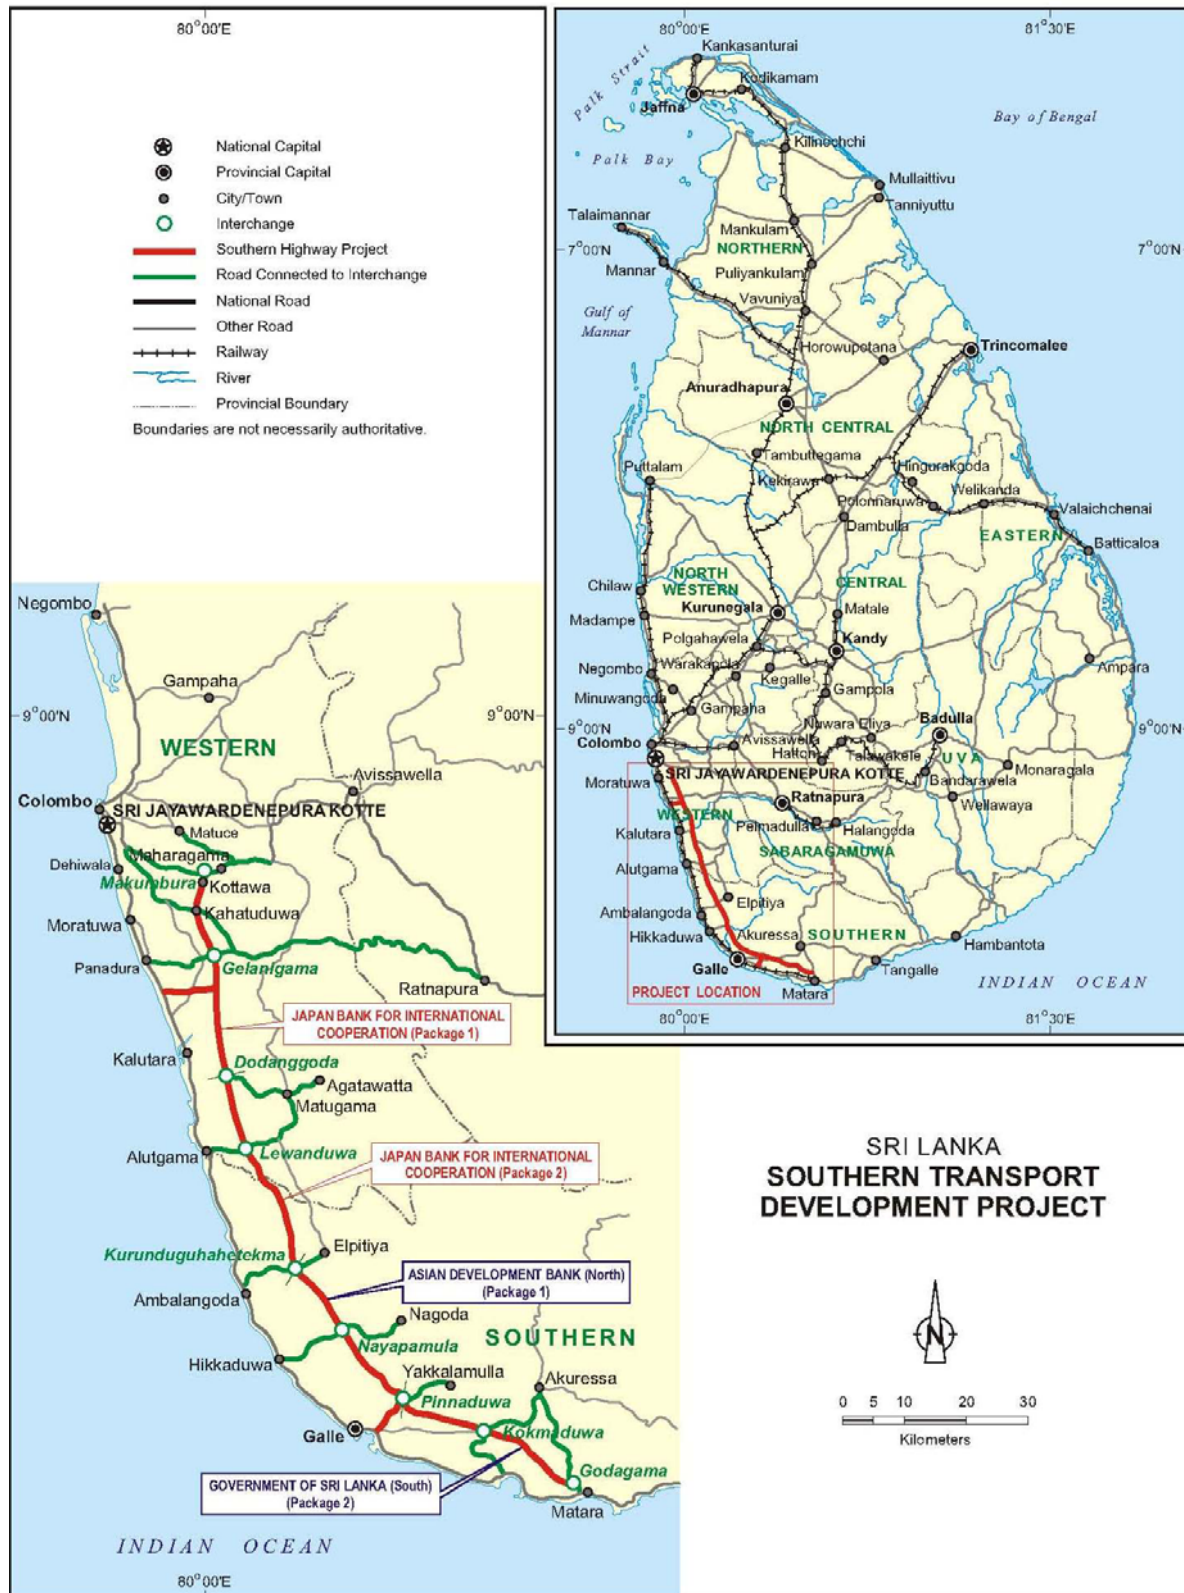 80°00'E
National Capital
Provincial Capital
City/Town
Interchange
Southern Highway Project
Road Connected to Interchange
National Road
Other Road
Railway
River
Provincial Boundary
Boundaries are not necessarily authoritative.
80°00'E
81°30'E
Palk Strait
Kankasanturai
Kodikamam
Jaffna
Bay of Bengal
Palk Bay
Kilinochchi
Mullaittivu
Tanniyuttu
Talaimannar
Mankulam
NORTHERN
7°00'N
7°00'N
Mannar
Puliyankulam
Vavuniya
Gulf of
Mannar
Horowupotana
Trincomalee
Anuradhapura
NORTH CENTRAL
Tambuttegama
Puttalam
Kekirawa
Hingurakgoda
Polonnaruwa
Welikanda
Valaichchenai
Dambulla
EASTERN
Batticaloa
NORTH
WESTERN
CENTRAL
Chilaw
Kurunegala
Matale
Madampe
Polgahawela
Kandy
Negombo
Warakapola
Kegalle
Ampara
Minuwangoda
Gampola
Gampaha
Nuwara Eliya
Badulla
9°00'N
9°00'N
Colombo
Avissawella
Hatton
Talawakele
UVA
SRI JAYAWARDENEPURA KOTTE
Bandarawela
Monaragala
Moratuwa
Ratnapura
Wellawaya
WESTERN
Pelmadulla
Halangoda
Kalutara
SABARAGAMUWA
Alutgama
Elpitiya
Ambalangoda
Akuressa
SOUTHERN
Hambantota
Hikkaduwa
Galle
Tangalle
INDIAN OCEAN
PROJECT LOCATION
Matara
80°00'E
81°30'E
Negombo
Gampaha
9°00'N
9°00'N
WESTERN
Avissawella
Colombo
SRI JAYAWARDENEPURA KOTTE
Matuce
Maharagama
Dehiwala
Makumbura
Kottawa
Kahatuduwa
Moratuwa
Panadura
Gelanigama
Ratnapura
JAPAN BANK FOR INTERNATIONAL
COOPERATION (Package 1)
Kalutara
Dodanggoda
Agatawatta
Matugama
Alutgama
Lewanduwa
JAPAN BANK FOR INTERNATIONAL
COOPERATION (Package 2)
Kurunduguhahetekma
Elpitiya
ASIAN DEVELOPMENT BANK (North)
(Package 1)
Ambalangoda
Nagoda
SOUTHERN
Nayapamula
Hikkaduwa
Yakkalamulla
Akuressa
Pinnaduwa
Galle
Kokmaduwa
Godagama
GOVERNMENT OF SRI LANKA (South)
(Package 2)
Matara
INDIAN OCEAN
80°00'E
SRI LANKA
SOUTHERN TRANSPORT
DEVELOPMENT PROJECT
N
0 5 10 20 30
Kilometers